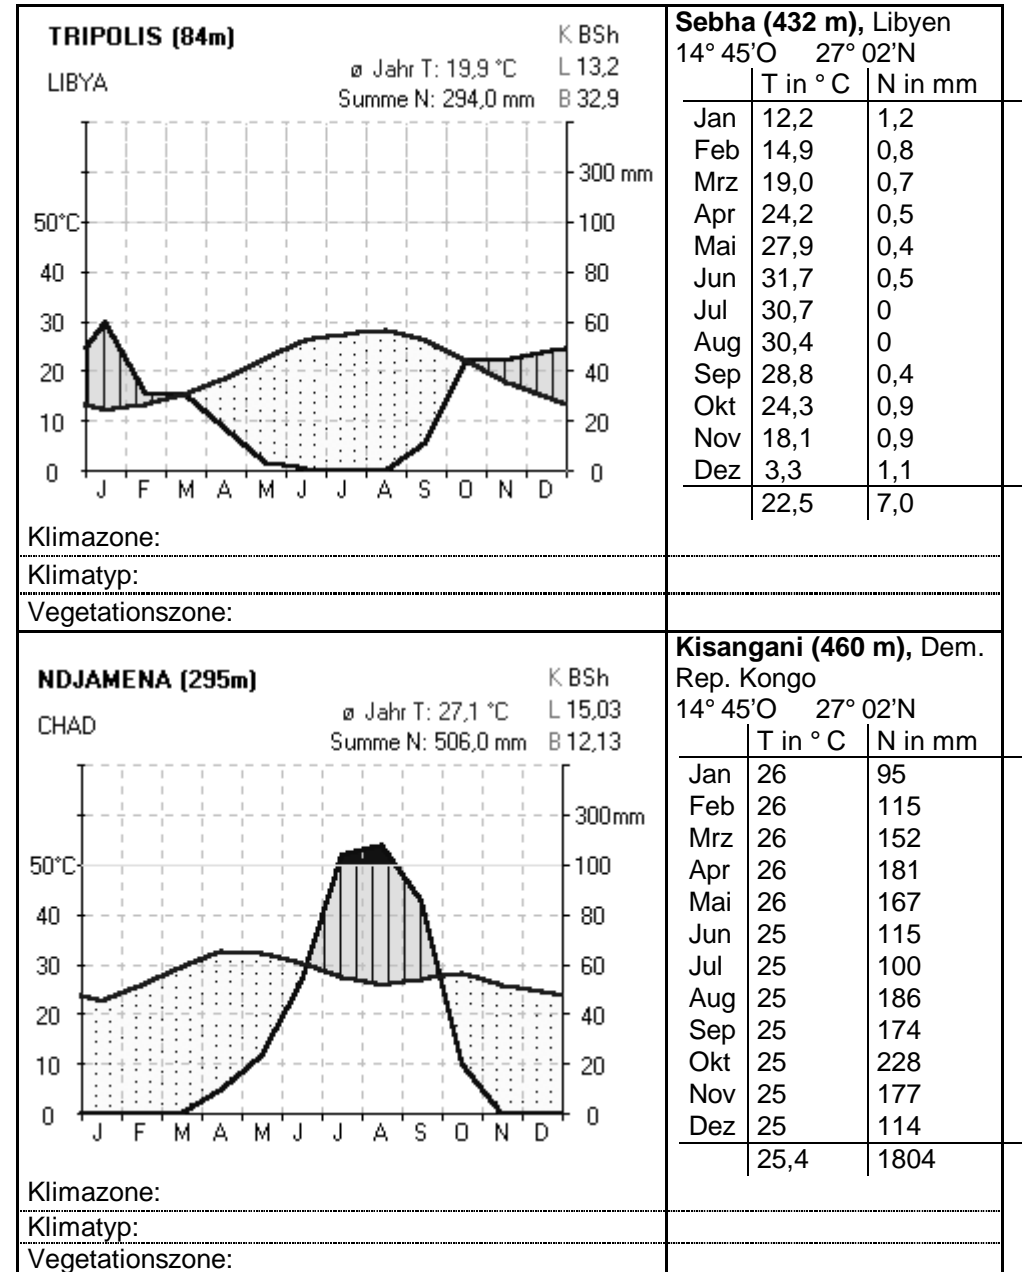 TRIPOLIS (84m)
K BSh
LIBYA
ø Jahr T: 19,9 °C
L 13,2
Summe N: 294,0 mm
B 32,9
300 mm
50°C
100
40
80
30
60
20
40
10
20
0
0
J F M A M J J A S O N D
Klimazone:
Klimatyp:
Vegetationszone:
Sebha (432 m), Libyen
14° 45'O 27° 02'N
T in ° C N in mm
Jan 12,2 1,2
Feb 14,9 0,8
Mrz 19,0 0,7
Apr 24,2 0,5
Mai 27,9 0,4
Jun 31,7 0,5
Jul 30,7 0
Aug 30,4 0
Sep 28,8 0,4
Okt 24,3 0,9
Nov 18,1 0,9
Dez 3,3 1,1
22,5 7,0
NDJAMENA (295m)
K BSh
CHAD
ø Jahr T: 27,1 °C
L 15,03
Summe N: 506,0 mm
B 12,13
300mm
50°C
100
40
80
30
60
20
40
10
20
0
0
J F M A M J J A S O N D
Klimazone:
Klimatyp:
Vegetationszone:
Kisangani (460 m), Dem.
Rep. Kongo
14° 45'O 27° 02'N
T in ° C N in mm
Jan 26 95
Feb 26 115
Mrz 26 152
Apr 26 181
Mai 26 167
Jun 25 115
Jul 25 100
Aug 25 186
Sep 25 174
Okt 25 228
Nov 25 177
Dez 25 114
25,4 1804